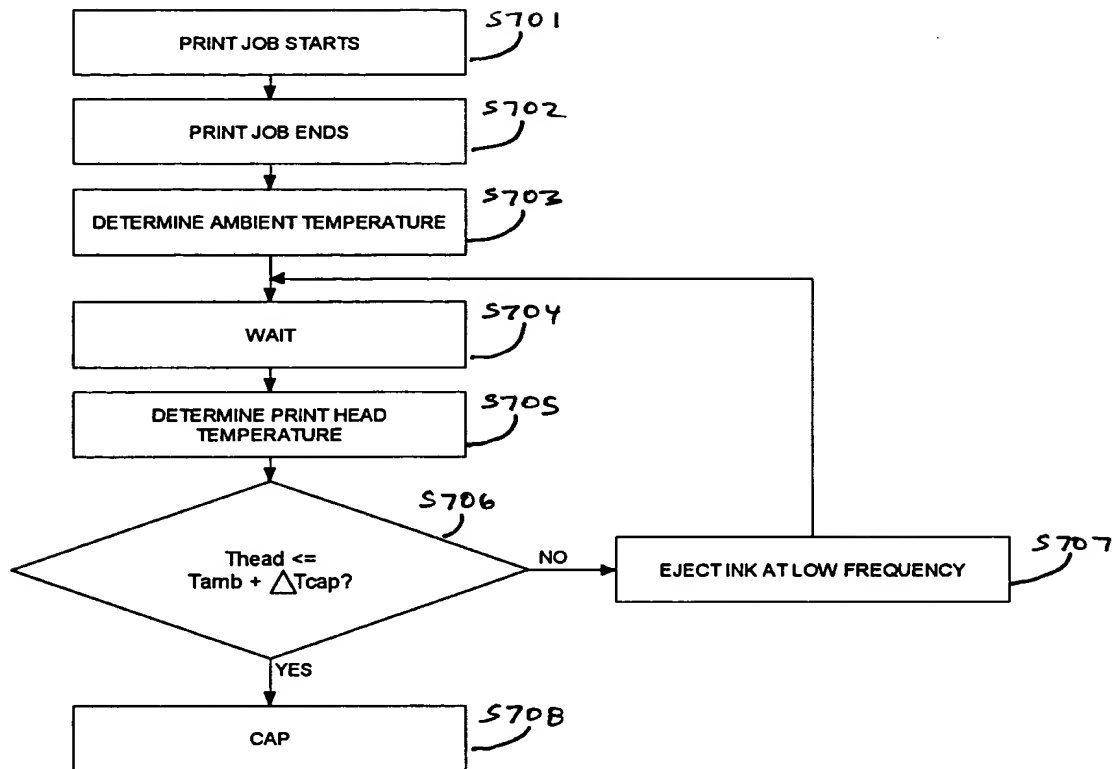 S701
PRINT JOB STARTS
S702
PRINT JOB ENDS
S703
DETERMINE AMBIENT TEMPERATURE
S704
WAIT
S705
DETERMINE PRINT HEAD
TEMPERATURE
S706
Thead <=
Tamb + △Tcap?
NO
S707
EJECT INK AT LOW FREQUENCY
YES
S708
CAP